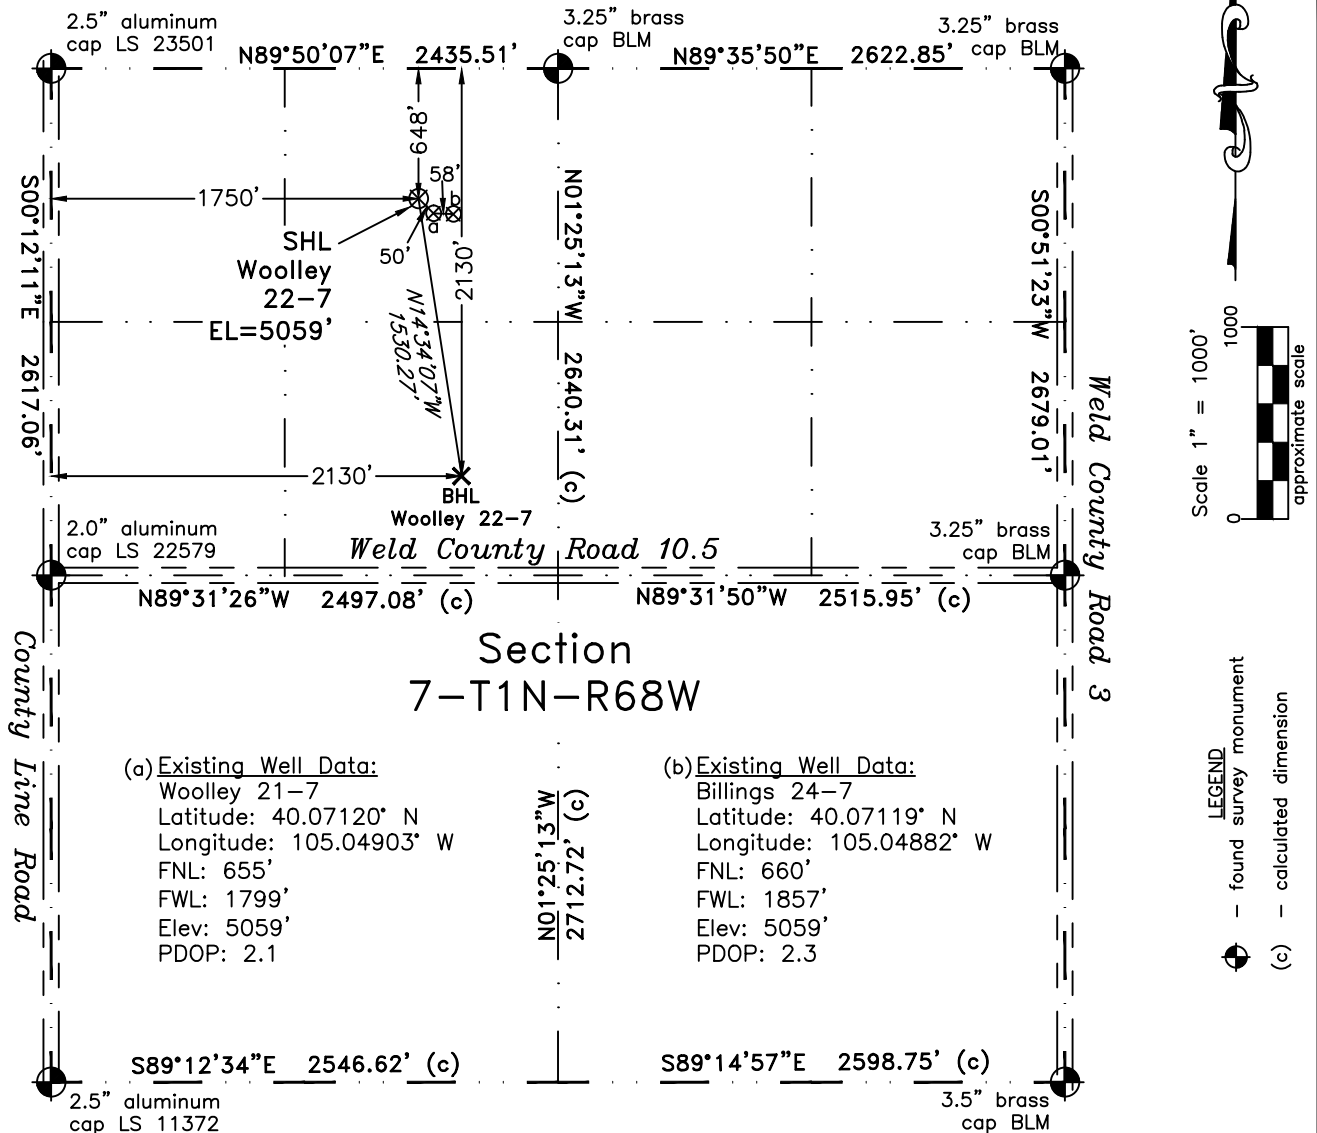 2.5” aluminum
cap LS 23501
N89°50’07”E 2435.51’
3.25” brass
cap BLM
N89°35’50”E 2622.85’
3.25” brass
cap BLM
648’
58’
1750’
a
b
50’
SHL
Woolley
22-7
EL=5059’
2130’
N14°34’07”W
1530.27’
S00°12’11”E 2617.06’
N01°25’13”W 2640.31’ (c)
S00°51’23”W 2679.01’
2130’
BHL
Woolley 22-7
2.0” aluminum
cap LS 22579
Weld County Road 10.5
3.25” brass
cap BLM
N89°31’26”W 2497.08’ (c)
N89°31’50”W 2515.95’ (c)
Weld County Road 3
County Line Road
Section
7-T1N-R68W
(a) Existing Well Data:
Woolley 21-7
Latitude: 40.07120° N
Longitude: 105.04903° W
FNL: 655’
FWL: 1799’
Elev: 5059’
PDOP: 2.1
N01°25’13”W
2712.72’ (c)
(b) Existing Well Data:
Billings 24-7
Latitude: 40.07119° N
Longitude: 105.04882° W
FNL: 660’
FWL: 1857’
Elev: 5059’
PDOP: 2.3
S89°12’34”E 2546.62’ (c)
S89°14’57”E 2598.75’ (c)
2.5” aluminum
cap LS 11372
3.5” brass
cap BLM
Scale 1” = 1000’
0 1000
approximate scale
LEGEND
- found survey monument
(c) - calculated dimension